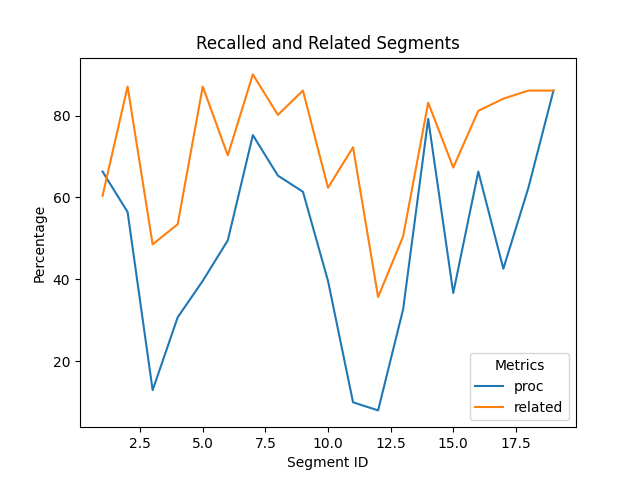 Recalled and Related Segments
Percentage
80
60
40
20
2.5 5.0 7.5 10.0 12.5 15.0 17.5
Segment ID
Metrics
proc
related